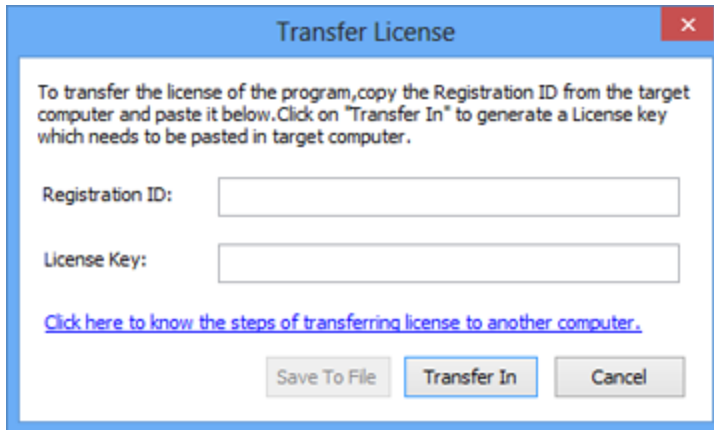 Transfer License
To transfer the license of the program,copy the Registration ID from the target
computer and paste it below.Click on "Transfer In" to generate a License key
which needs to be pasted in target computer.
Registration ID:
License Key:
Click here to know the steps of transferring license to another computer.
Save To File Transfer In Cancel